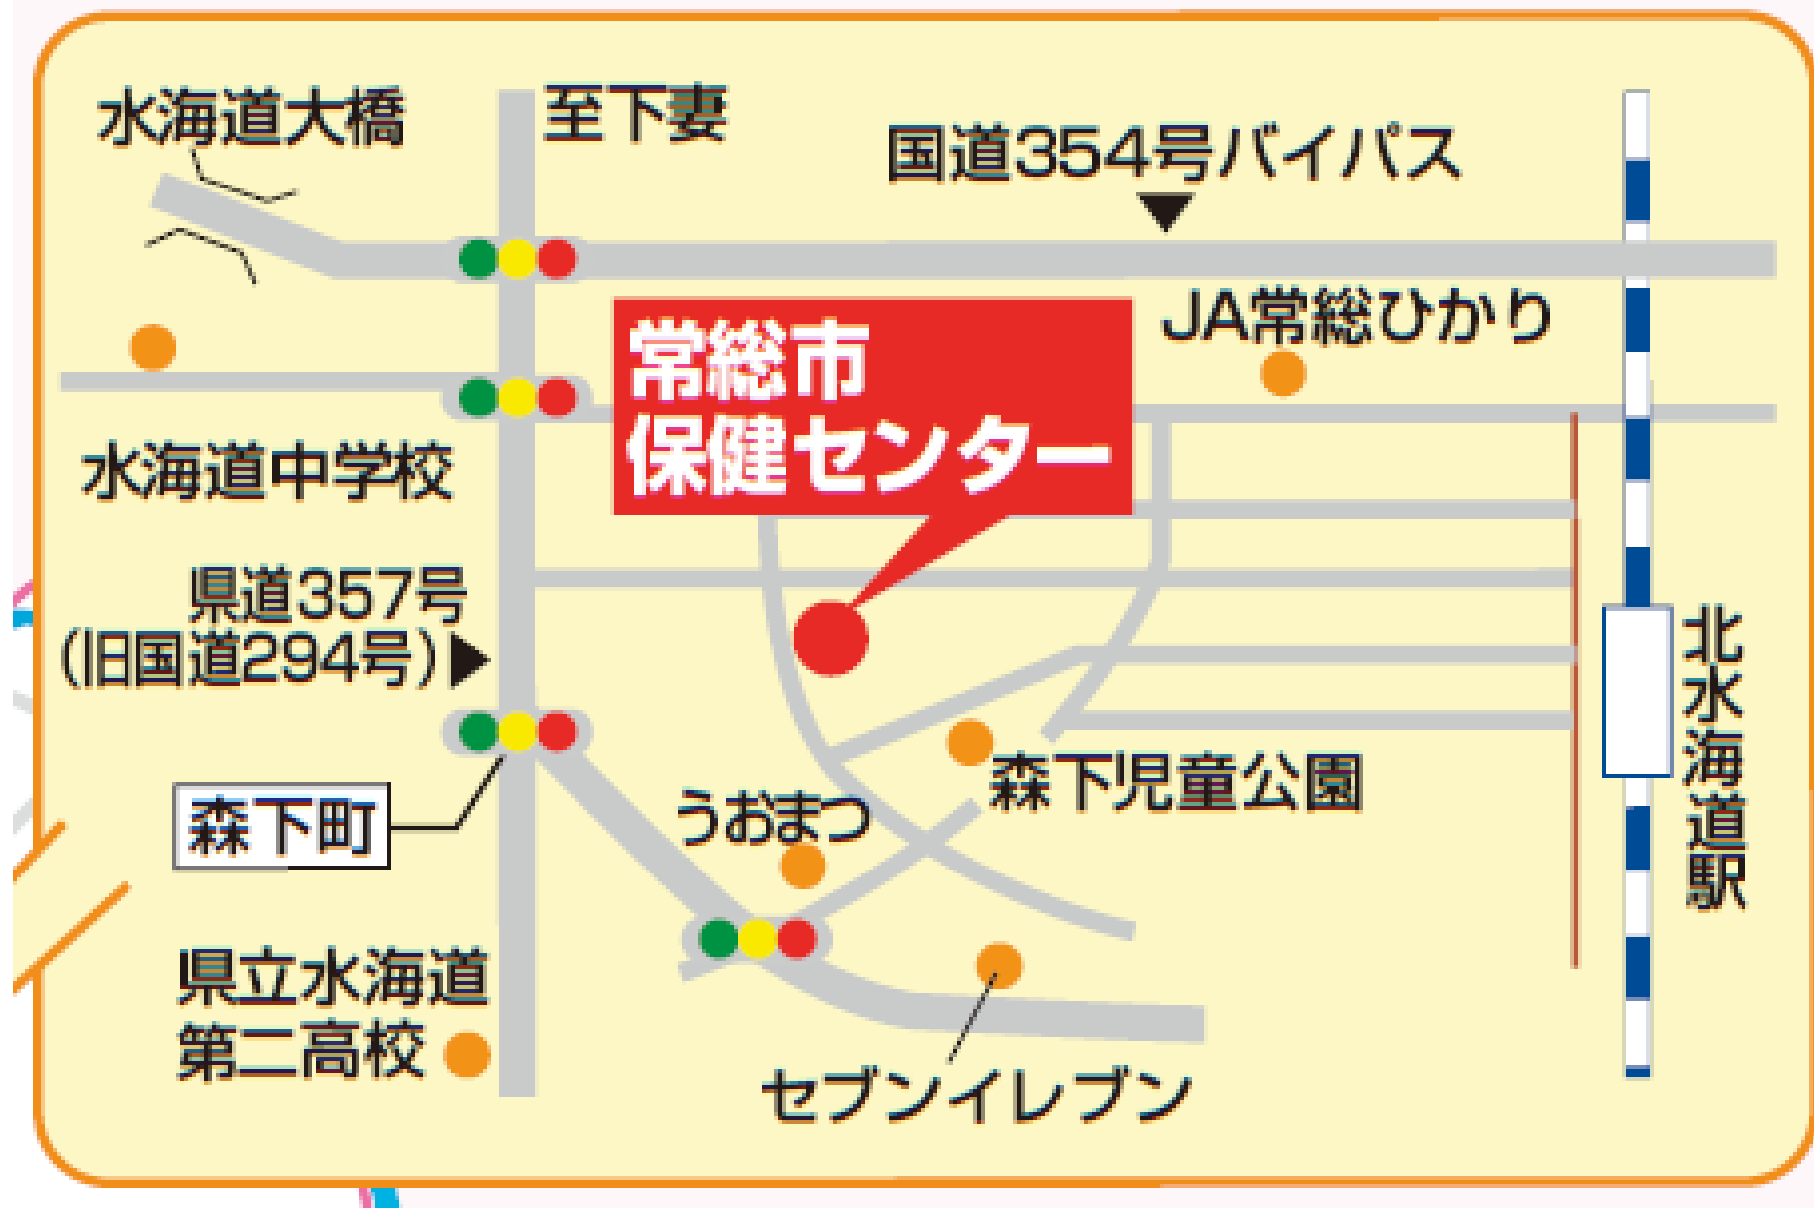 水海道大橋
至下妻
国道354号バイパス
JA常総ひかり
常総市
保健センター
水海道中学校
県道357号
(旧国道294号)
北水海道駅
森下町
森下児童公園
うおまつ
県立水海道
第二高校
セブンイレブン